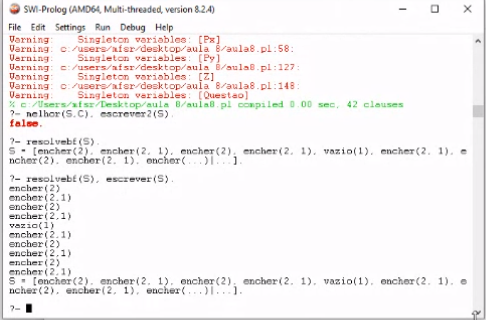 SWI-Prolog (AMD64, Multi-threaded, version 8.2.4)
File Edit Settings Run Debug Help
Warning: Singleton variables: [Px]
Warning: c:/users/mfsr/desktop/aula 8/aula8.pl:58:
Warning: Singleton variables: [Py]
Warning: c:/users/mfsr/desktop/aula 8/aula8.pl:127:
Warning: Singleton variables: [Z]
Warning: c:/users/mfsr/desktop/aula 8/aula8.pl:148:
Warning: Singleton variables: [Questao]
% c:/Users/mfsr/Desktop/aula 8/aula8.pl compiled 0.00 sec, 42 clauses
?- melhor(S,C), escrever2(S).
false.
?- resolvebf(S).
S = [encher(2), encher(2, 1), encher(2), encher(2, 1), vazio(1), encher(2, 1), e
ncher(2), encher(2, 1), encher(...)|...].
?- resolvebf(S), escrever(S).
encher(2)
encher(2,1)
encher(2)
encher(2,1)
vazio(1)
encher(2,1)
encher(2)
encher(2,1)
encher(2)
encher(2,1)
S = [encher(2), encher(2, 1), encher(2), encher(2, 1), vazio(1), encher(2, 1), e
ncher(2), encher(2, 1), encher(...)|...].
?-